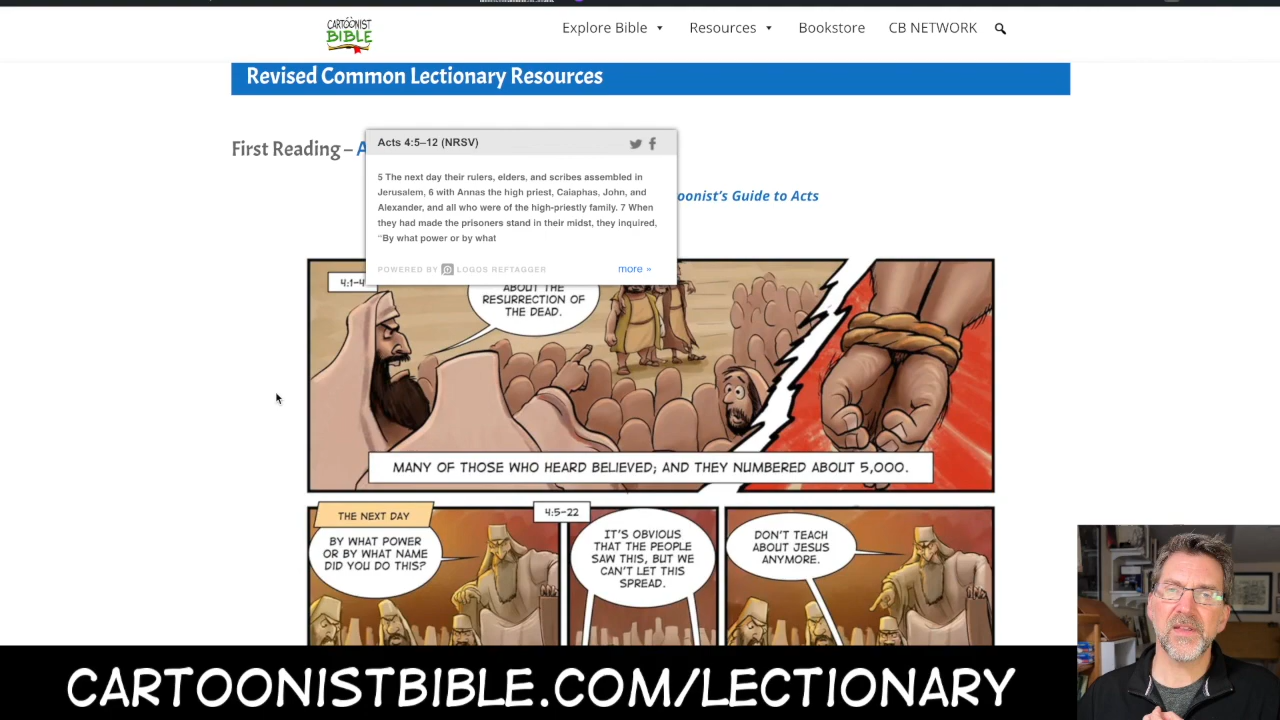 CARTOONIST
BIBLE
Explore Bible
Resources
Bookstore
CB NETWORK
Revised Common Lectionary Resources
First Reading – A
Acts 4:5–12 (NRSV)
5 The next day their rulers, elders, and scribes assembled in
Jerusalem, 6 with Annas the high priest, Caiaphas, John, and
Alexander, and all who were of the high-priestly family. 7 When
they had made the prisoners stand in their midst, they inquired,
“By what power or by what
POWERED BY LOGOS REFTAGGER
more »
oonist's Guide to Acts
4:1-4
ABOUT THE
RESURRECTION OF
THE DEAD.
MANY OF THOSE WHO HEARD BELIEVED; AND THEY NUMBERED ABOUT 5,000.
THE NEXT DAY
4:5-22
BY WHAT POWER
OR BY WHAT NAME
DID YOU DO THIS?
IT'S OBVIOUS
THAT THE PEOPLE
SAW THIS, BUT WE
CAN'T LET THIS
SPREAD.
DON'T TEACH
ABOUT JESUS
ANYMORE.
CARTOONISTBIBLE.COM/LECTIONARY